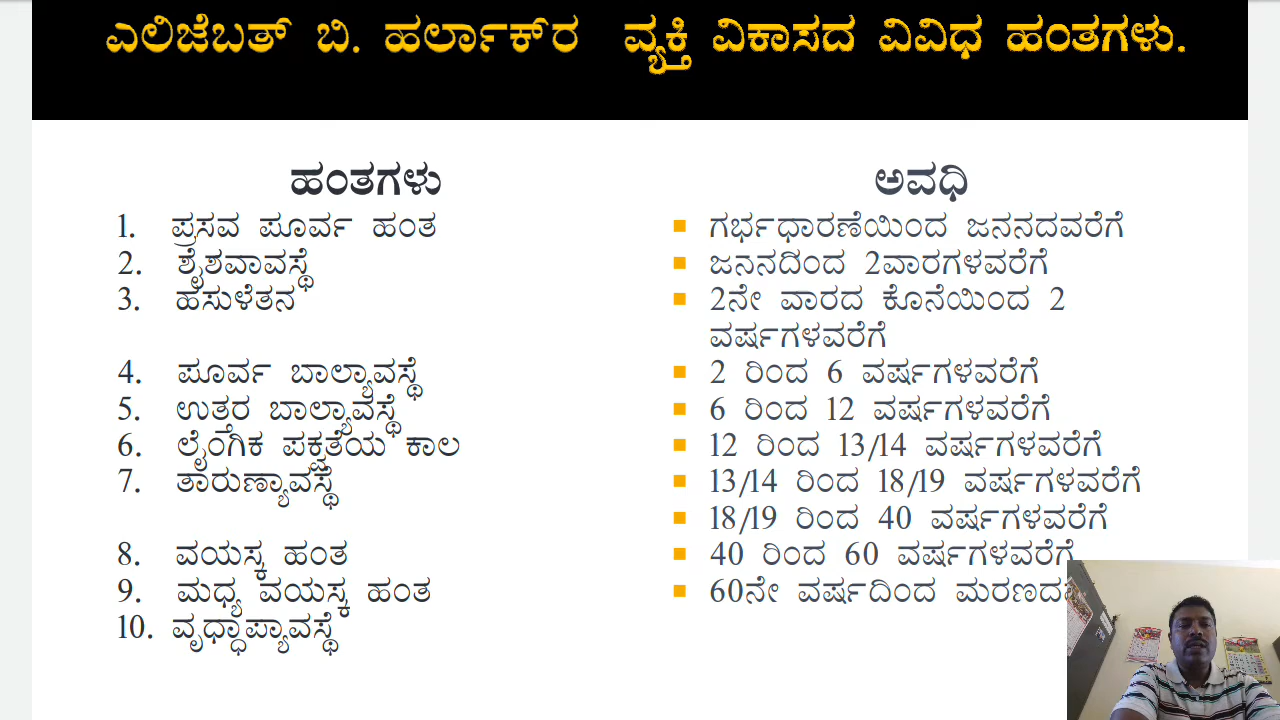 ಎಲಿಜೆಬತ್ ಬಿ. ಹರ್ಲಾಕ್‌ರ ವ್ಯಕ್ತಿ ವಿಕಾಸದ ವಿವಿಧ ಹಂತಗಳು.
ಹಂತಗಳು
1. ಪ್ರಸವ ಪೂರ್ವ ಹಂತ
2. ಶೈಶವಾವಸ್ಥೆ
3. ಹಸುಳೆತನ
4. ಪೂರ್ವ ಬಾಲ್ಯಾವಸ್ಥೆ
5. ಉತ್ತರ ಬಾಲ್ಯಾವಸ್ಥೆ
6. ಲೈಂಗಿಕ ಪಕ್ವತೆಯ ಕಾಲ
7. ತಾರುಣ್ಯಾವಸ್ಥೆ
8. ವಯಸ್ಕ ಹಂತ
9. ಮಧ್ಯ ವಯಸ್ಕ ಹಂತ
10. ವೃಧ್ಧಾಪ್ಯಾವಸ್ಥೆ
ಅವಧಿ
ಗರ್ಭಧಾರಣೆಯಿಂದ ಜನನದವರೆಗೆ
ಜನನದಿಂದ 2ವಾರಗಳವರೆಗೆ
2ನೇ ವಾರದ ಕೊನೆಯಿಂದ 2
ವರ್ಷಗಳವರೆಗೆ
2 ರಿಂದ 6 ವರ್ಷಗಳವರೆಗೆ
6 ರಿಂದ 12 ವರ್ಷಗಳವರೆಗೆ
12 ರಿಂದ 13/14 ವರ್ಷಗಳವರೆಗೆ
13/14 ರಿಂದ 18/19 ವರ್ಷಗಳವರೆಗೆ
18/19 ರಿಂದ 40 ವರ್ಷಗಳವರೆಗೆ
40 ರಿಂದ 60 ವರ್ಷಗಳವರೆಗೆ
60ನೇ ವರ್ಷದಿಂದ